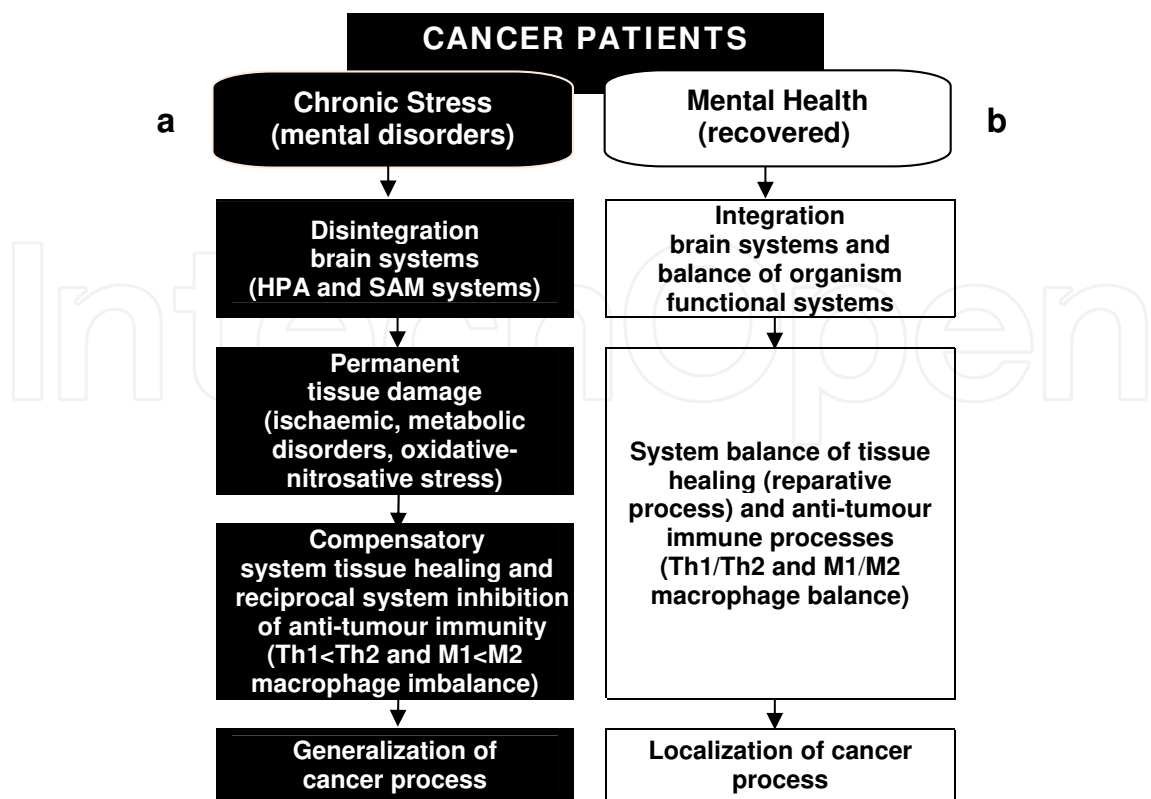 CANCER PATIENTS
a
Chronic Stress
(mental disorders)
Mental Health
(recovered)
b
Disintegration
brain systems
(HPA and SAM systems)
Integration
brain systems and
balance of organism
functional systems
Permanent
tissue damage
(ischaemic, metabolic
disorders, oxidative-
nitrosative stress)
System balance of tissue
healing (reparative
process) and anti-tumour
immune processes
(Th1/Th2 and M1/M2
macrophage balance)
Compensatory
system tissue healing and
reciprocal system inhibition
of anti-tumour immunity
(Th1<Th2 and M1<M2
macrophage imbalance)
Generalization of
cancer process
Localization of cancer
process
IntechOpen